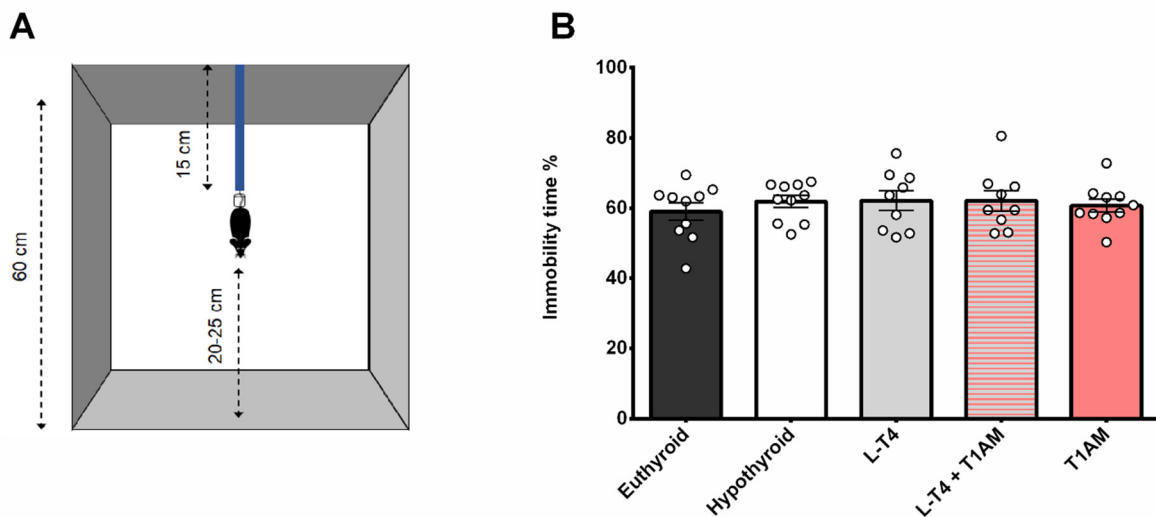 A
60 cm
15 cm
20-25 cm
B
Immobility time %
100
80
60
40
20
0
Euthyroid
Hypothyroid
L-T4
L-T4 + T1AM
T1AM